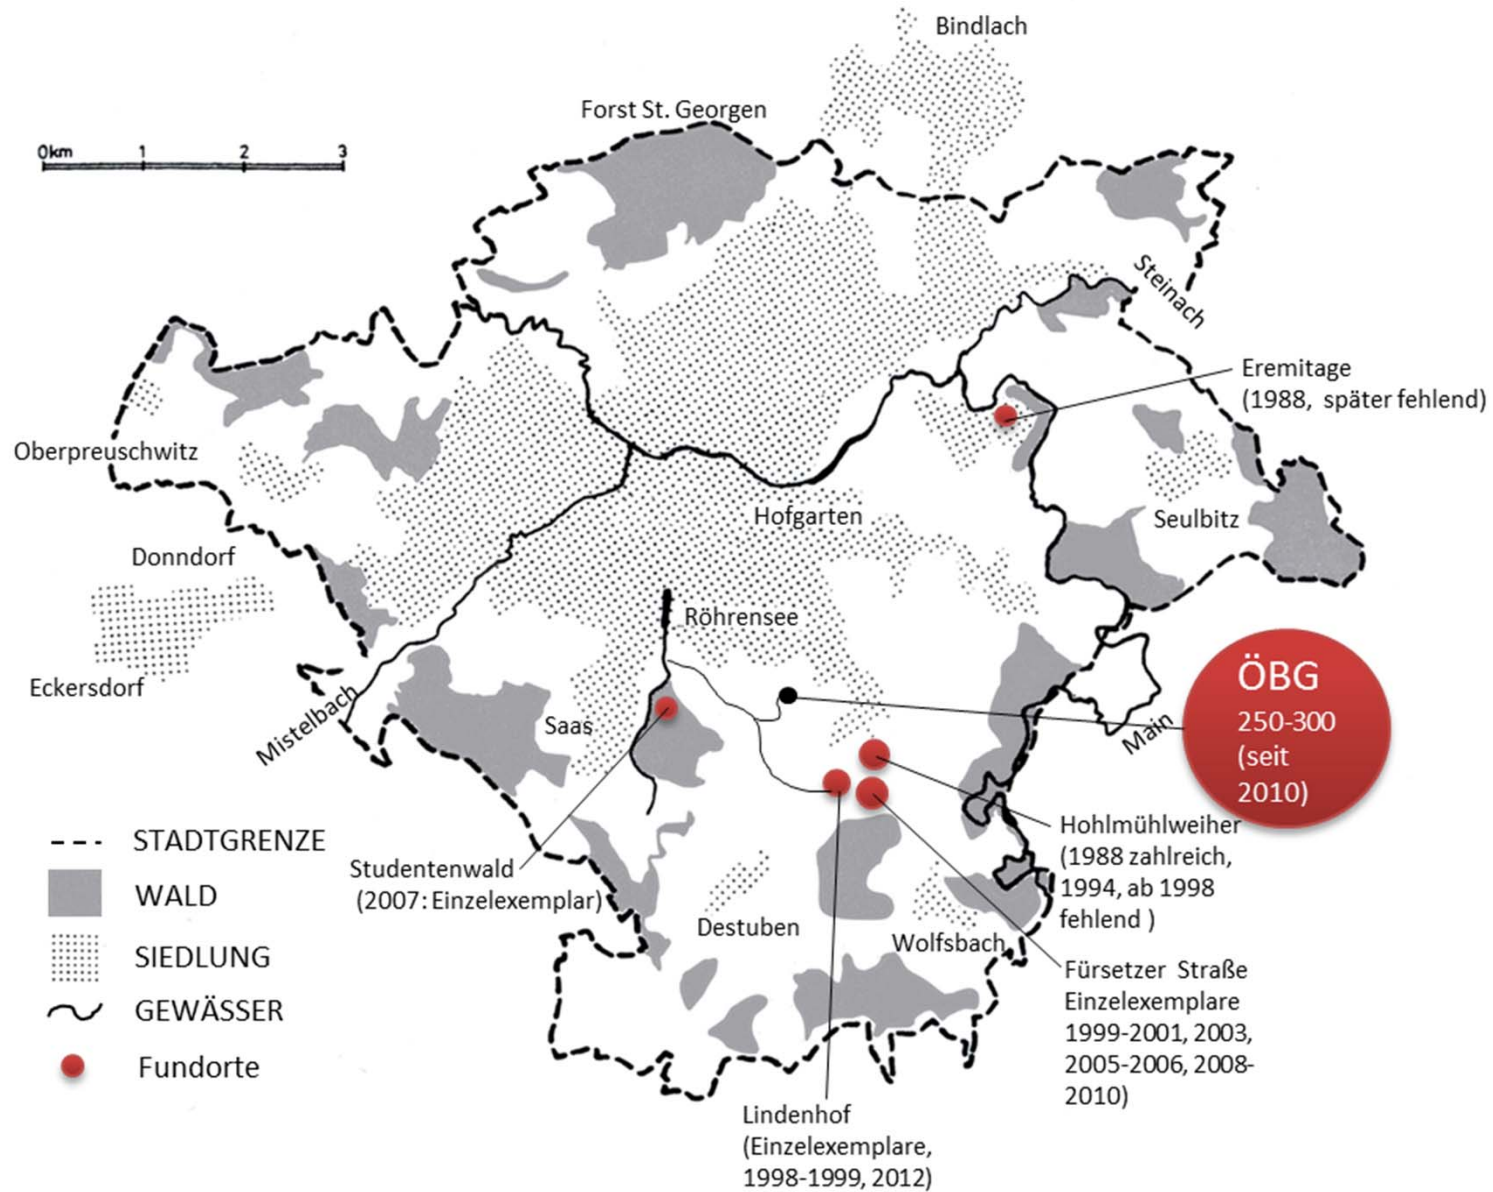 Bindlach
Forst St. Georgen
0km 1 2 3
Steinach
Eremitage
(1988, später fehlend)
Oberpreuschwitz
Hofgarten
Seulbitz
Donndorf
Röhrensee
Eckersdorf
Mistelbach
Saas
Main
ÖBG
250-300
(seit
2010)
Hohlmühlweiher
(1988 zahlreich,
1994, ab 1998
fehlend )
STADTGRENZE
WALD
SIEDLUNG
GEWÄSSER
Fundorte
Studentenwald
(2007: Einzelexemplar)
Destuben
Wolfsbach
Fürsetzer Straße
Einzelexemplare
1999-2001, 2003,
2005-2006, 2008-
2010)
Lindenhof
(Einzelexemplare,
1998-1999, 2012)